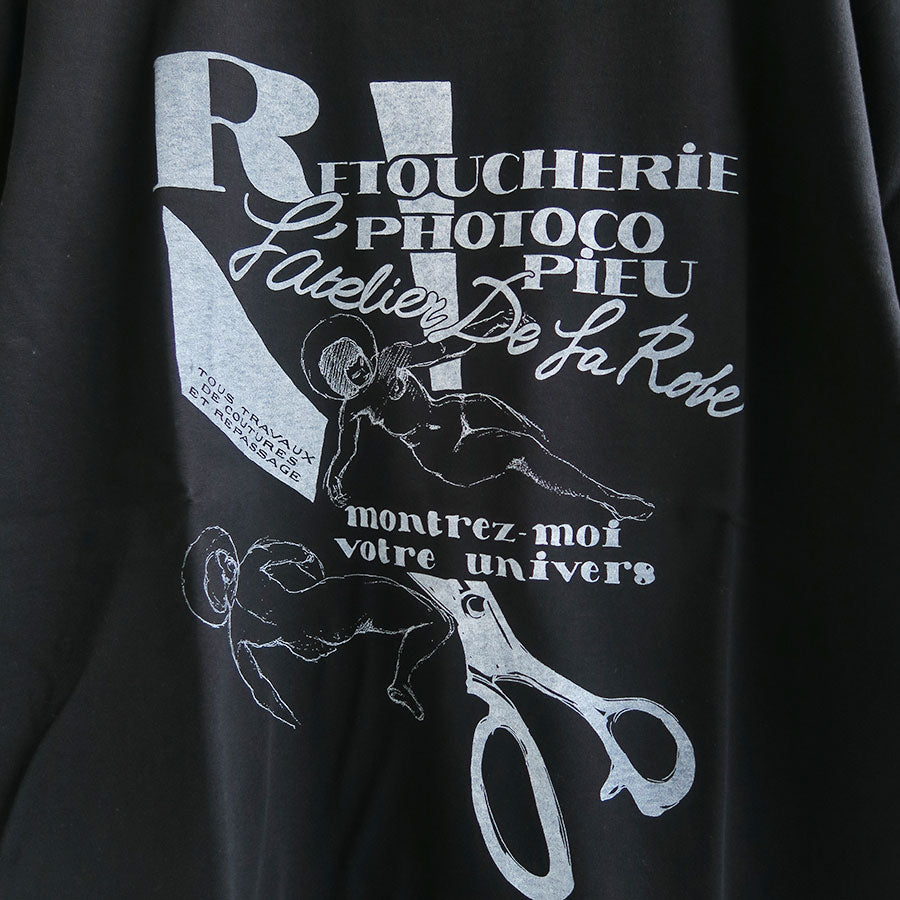 RETOUCHERiE
L'PHOTOCO
PiEU
L'atelier De La Robe
TOUS TRAVAUX
DE COUTURES
ET REPASSAGE
montrez-moi
votre univers